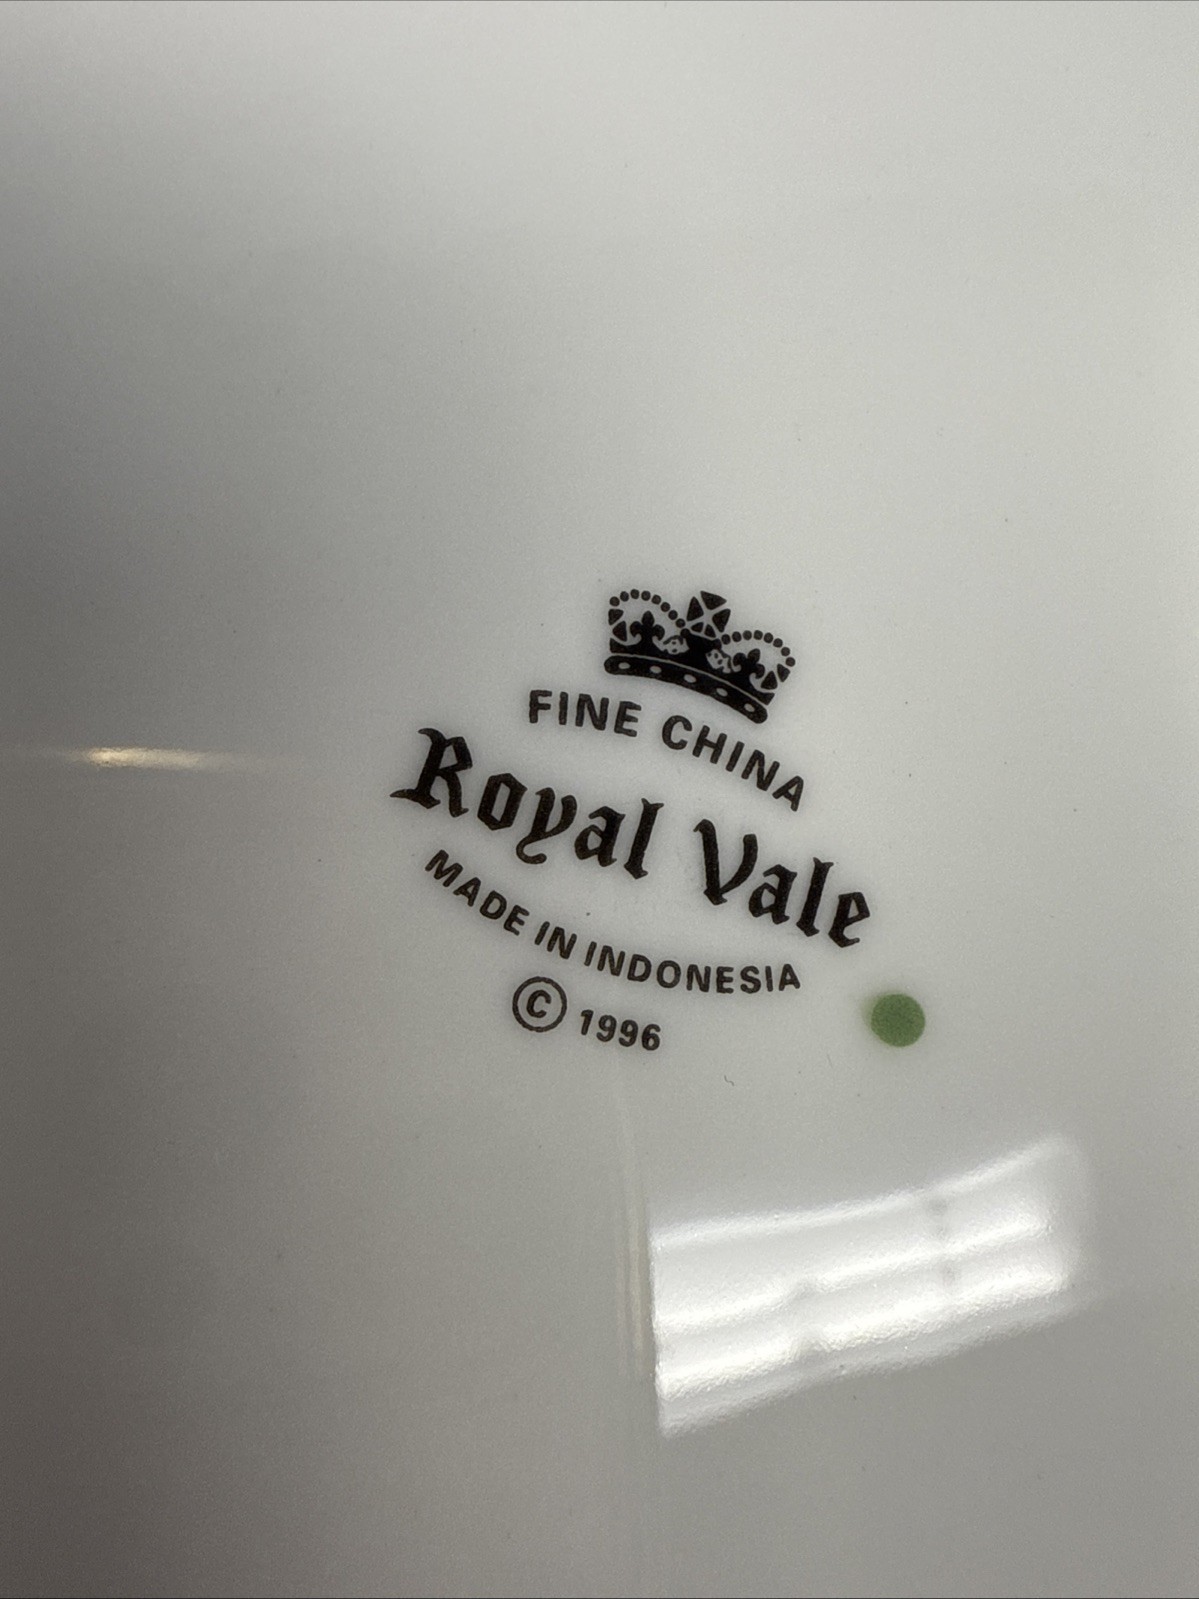 FINE CHINA
Royal Vale
MADE IN INDONESIA
© 1996